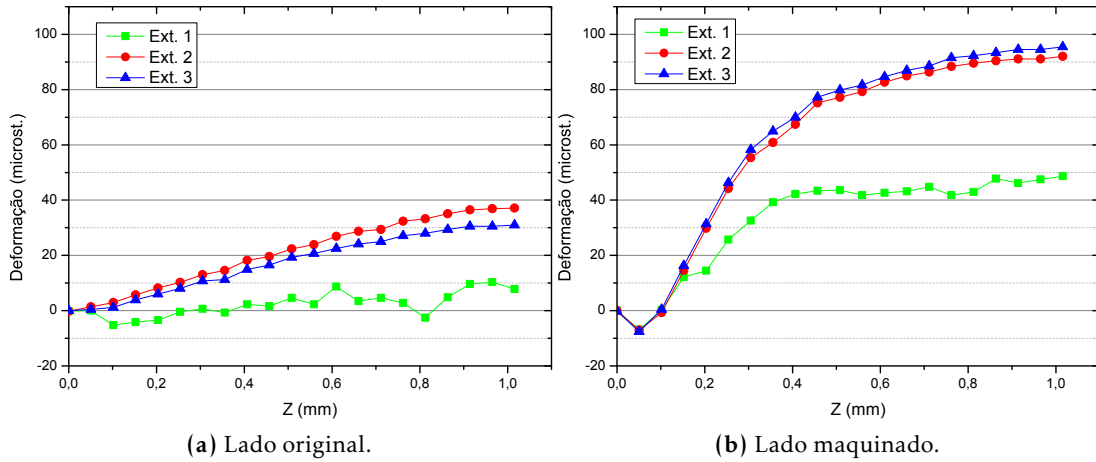 Ext. 1
Ext. 2
Ext. 3
Deformação (microst.)
100
80
60
40
20
0
-20
0,0 0,2 0,4 0,6 0,8 1,0
Z (mm)
(a) Lado original.
Ext. 1
Ext. 2
Ext. 3
Deformação (microst.)
100
80
60
40
20
0
-20
0,0 0,2 0,4 0,6 0,8 1,0
Z (mm)
(b) Lado maquinado.